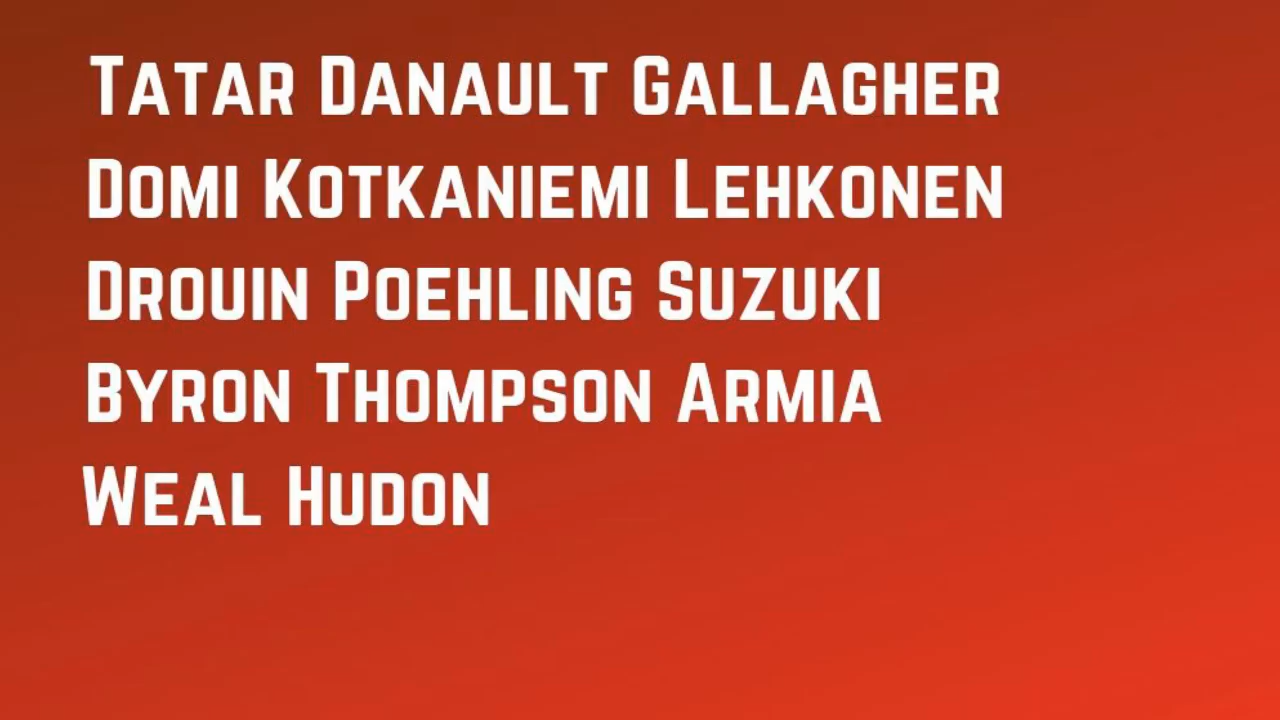 Tatar Danault Gallagher
Domi Kotkaniemi Lehkonen
Drouin Poehling Suzuki
Byron Thompson Armia
Weal Hudon